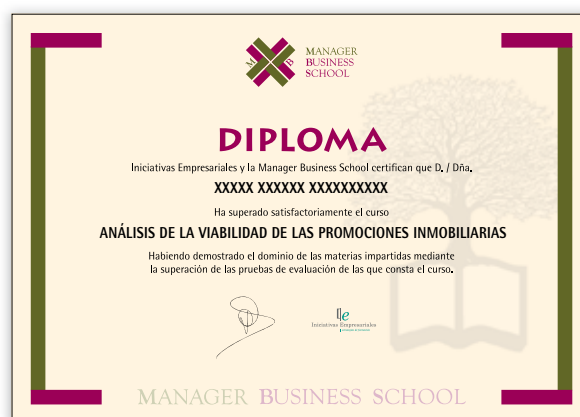 M B
MANAGER
BUSINESS
SCHOOL
DIPLOMA
Iniciativas Empresariales y la Manager Business School certifican que D. / Dña.
XXXXX XXXXXX XXXXXXXXXX
Ha superado satisfactoriamente el curso
ANÁLISIS DE LA VIABILIDAD DE LAS PROMOCIONES INMOBILIARIAS
Habiendo demostrado el dominio de las materias impartidas mediante
la superación de las pruebas de evaluación de las que consta el curso.
Iniciativas Empresariales
MANAGER BUSINESS SCHOOL